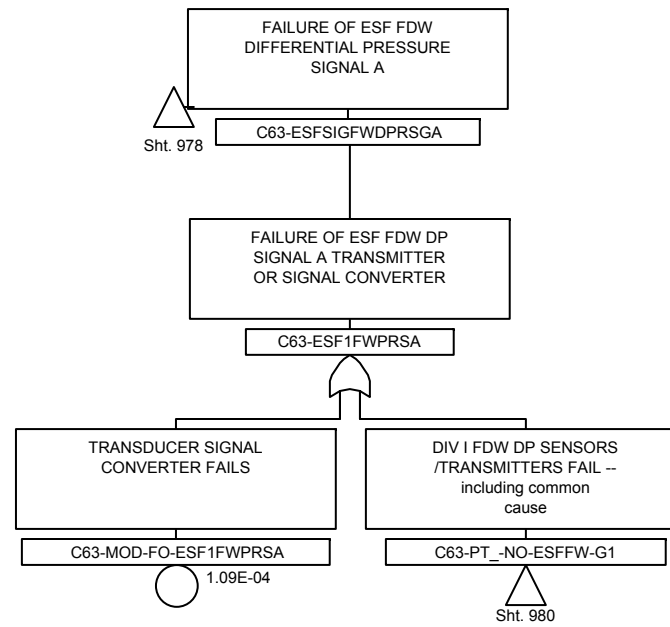 FAILURE OF ESF FDW
DIFFERENTIAL PRESSURE
SIGNAL A
Sht. 978
C63-ESFSIGFWDPRSGA
FAILURE OF ESF FDW DP
SIGNAL A TRANSMITTER
OR SIGNAL CONVERTER
C63-ESF1FWPRSA
TRANSDUCER SIGNAL
CONVERTER FAILS
C63-MOD-FO-ESF1FWPRSA
1.09E-04
DIV I FDW DP SENSORS
/TRANSMITTERS FAIL --
including common
cause
C63-PT_-NO-ESFFW-G1
Sht. 980